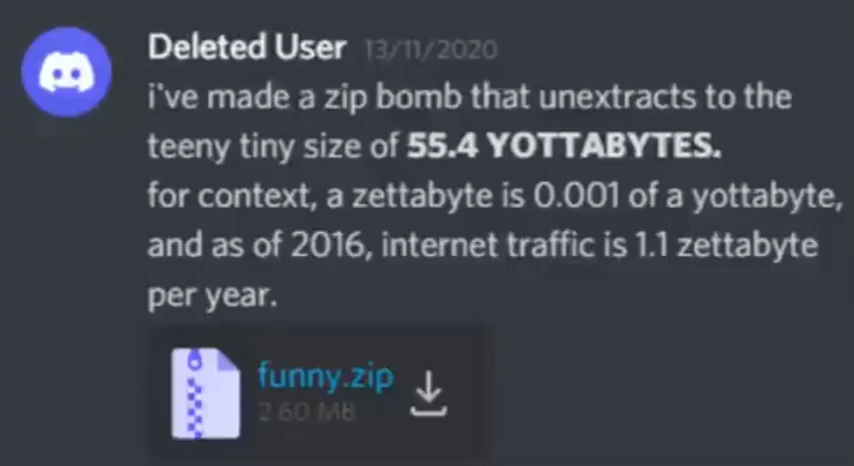 Deleted User 13/11/2020
i've made a zip bomb that unextracts to the
teeny tiny size of 55.4 YOTTABYTES.
for context, a zettabyte is 0.001 of a yottabyte,
and as of 2016, internet traffic is 1.1 zettabyte
per year.
funny.zip
2.60 MB